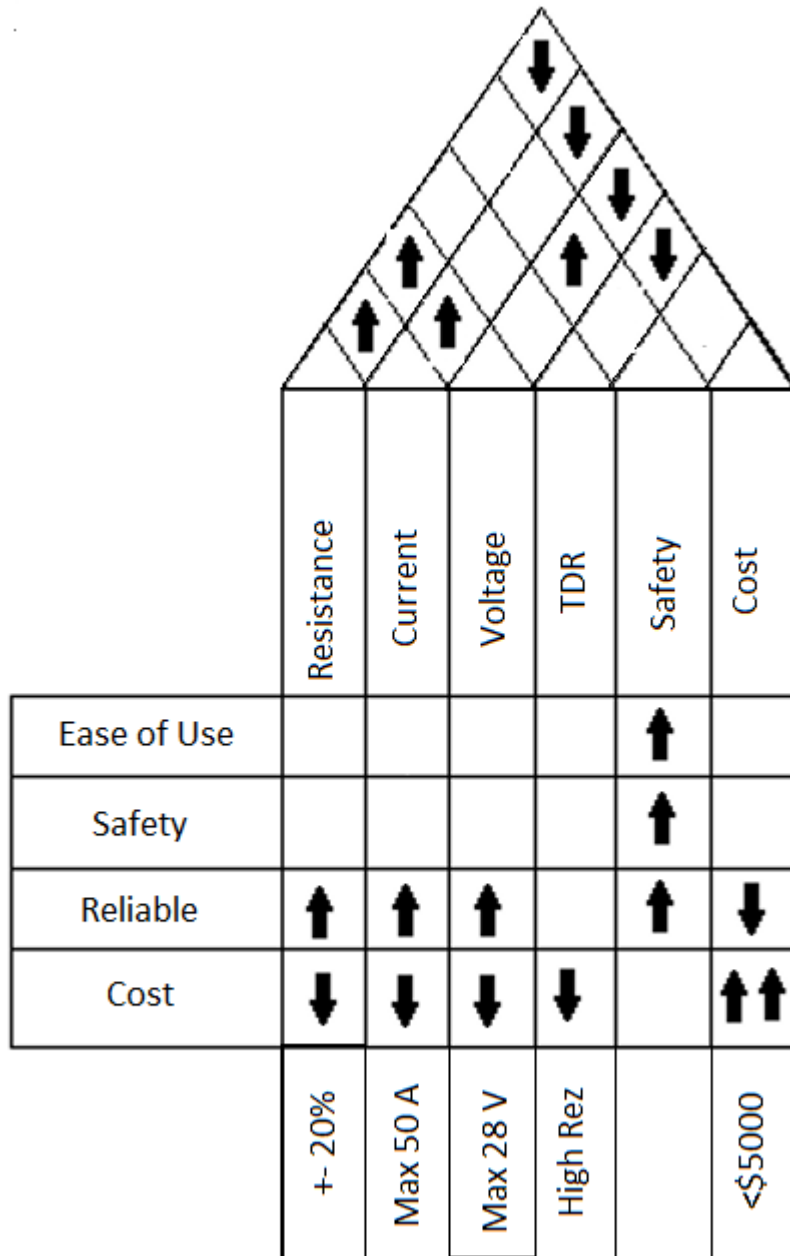 Resistance
Current
Voltage
TDR
Safety
Cost
Ease of Use
Safety
Reliable
Cost
+- 20%
Max 50 A
Max 28 V
High Rez
<$5000